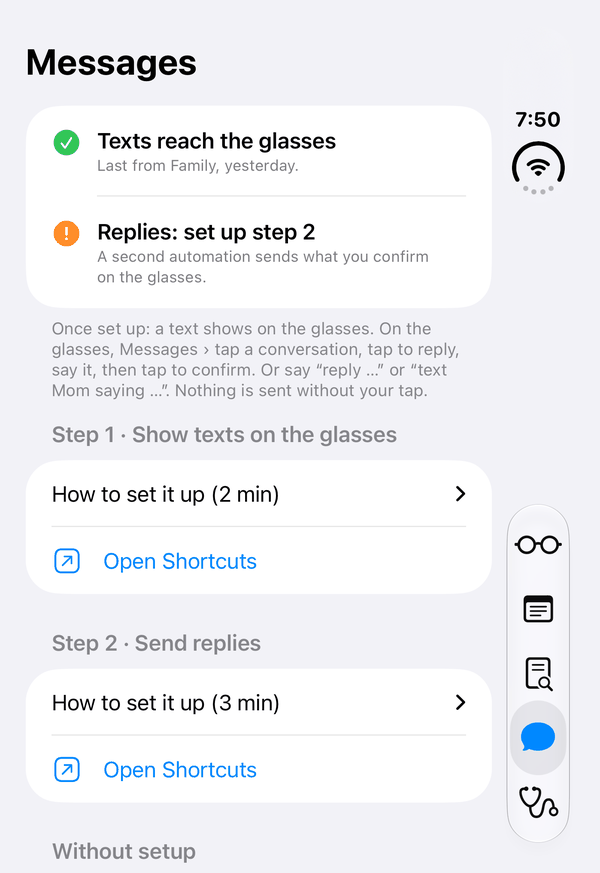 Messages
7:50
Texts reach the glasses
Last from Family, yesterday.
Replies: set up step 2
A second automation sends what you confirm
on the glasses.
Once set up: a text shows on the glasses. On the
glasses, Messages › tap a conversation, tap to reply,
say it, then tap to confirm. Or say “reply ...” or “text
Mom saying ...”. Nothing is sent without your tap.
Step 1 · Show texts on the glasses
How to set it up (2 min)
Open Shortcuts
Step 2 · Send replies
How to set it up (3 min)
Open Shortcuts
Without setup